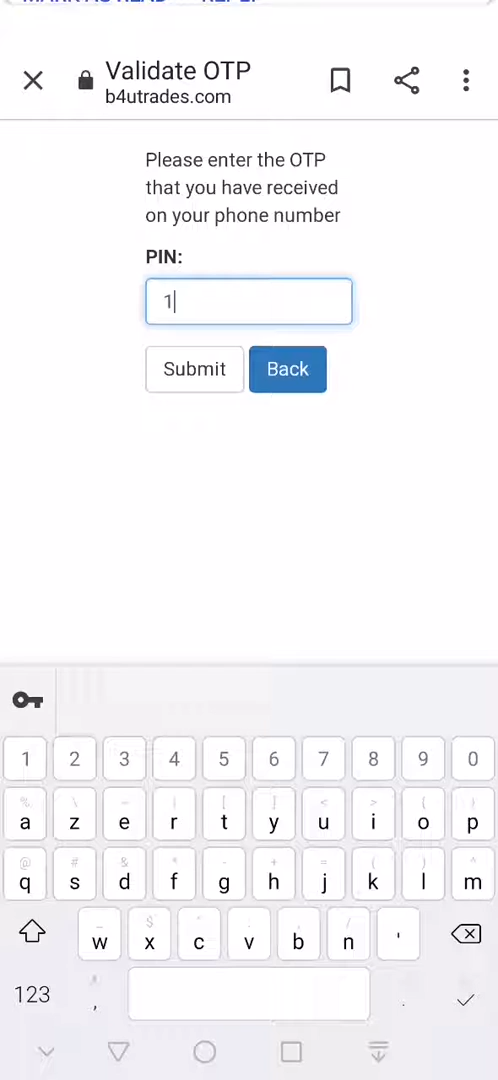 Validate OTP
b4utrades.com
Please enter the OTP
that you have received
on your phone number
PIN:
1
Submit Back
1 2 3 4 5 6 7 8 9 0
a z e r t y u i o p
q s d f g h j k l m
w x c v b n '
123 , .